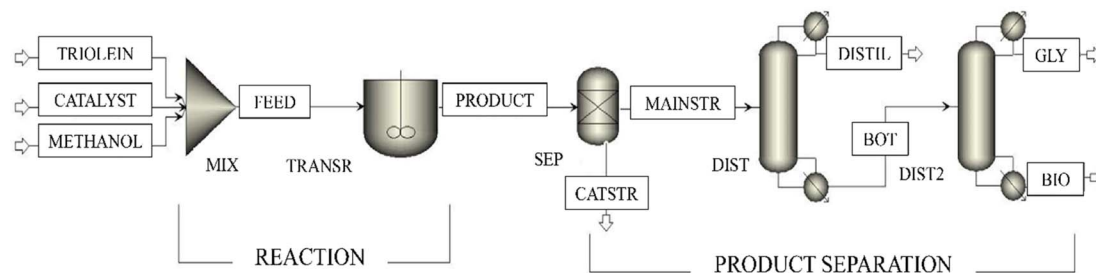 TRIOLEIN
CATALYST
METHANOL
MIX
FEED
TRANSR
PRODUCT
SEP
CATSTR
MAINSTR
DIST
DISTIL
BOT
DIST2
GLY
BIO
REACTION
PRODUCT SEPARATION